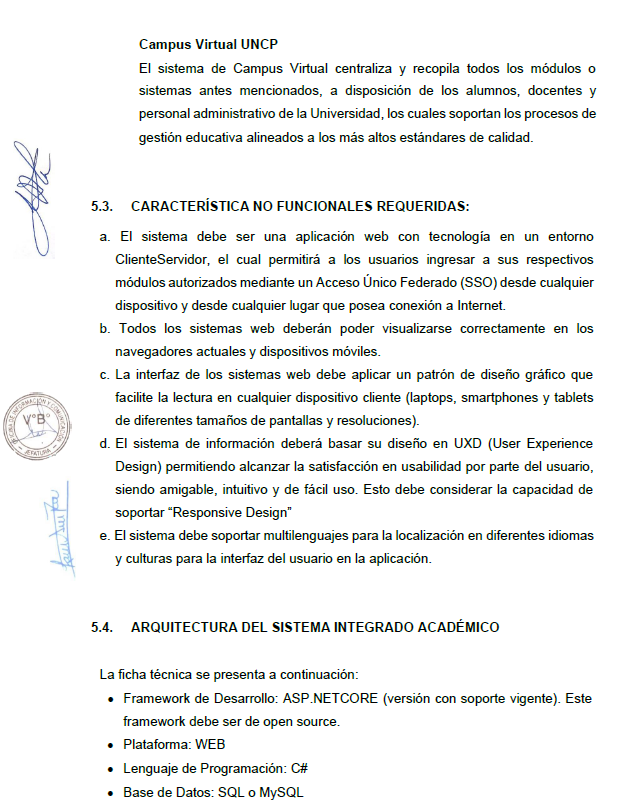 Campus Virtual UNCP
El sistema de Campus Virtual centraliza y recopila todos los módulos o
sistemas antes mencionados, a disposición de los alumnos, docentes y
personal administrativo de la Universidad, los cuales soportan los procesos de
gestión educativa alineados a los más altos estándares de calidad.
5.3. CARACTERÍSTICA NO FUNCIONALES REQUERIDAS:
a. El sistema debe ser una aplicación web con tecnología en un entorno
ClienteServidor, el cual permitirá a los usuarios ingresar a sus respectivos
módulos autorizados mediante un Acceso Único Federado (SSO) desde cualquier
dispositivo y desde cualquier lugar que posea conexión a Internet.
b. Todos los sistemas web deberán poder visualizarse correctamente en los
navegadores actuales y dispositivos móviles.
c. La interfaz de los sistemas web debe aplicar un patrón de diseño gráfico que
facilite la lectura en cualquier dispositivo cliente (laptops, smartphones y tablets
de diferentes tamaños de pantallas y resoluciones).
OFICINA DE INFORMACIÓN Y COMUNICACIÓN
V°B°
JEFATURA
d. El sistema de información deberá basar su diseño en UXD (User Experience
Design) permitiendo alcanzar la satisfacción en usabilidad por parte del usuario,
siendo amigable, intuitivo y de fácil uso. Esto debe considerar la capacidad de
soportar “Responsive Design”
e. El sistema debe soportar multilenguajes para la localización en diferentes idiomas
y culturas para la interfaz del usuario en la aplicación.
5.4. ARQUITECTURA DEL SISTEMA INTEGRADO ACADÉMICO
La ficha técnica se presenta a continuación:
• Framework de Desarrollo: ASP.NETCORE (versión con soporte vigente). Este
framework debe ser de open source.
• Plataforma: WEB
• Lenguaje de Programación: C#
• Base de Datos: SQL o MySQL